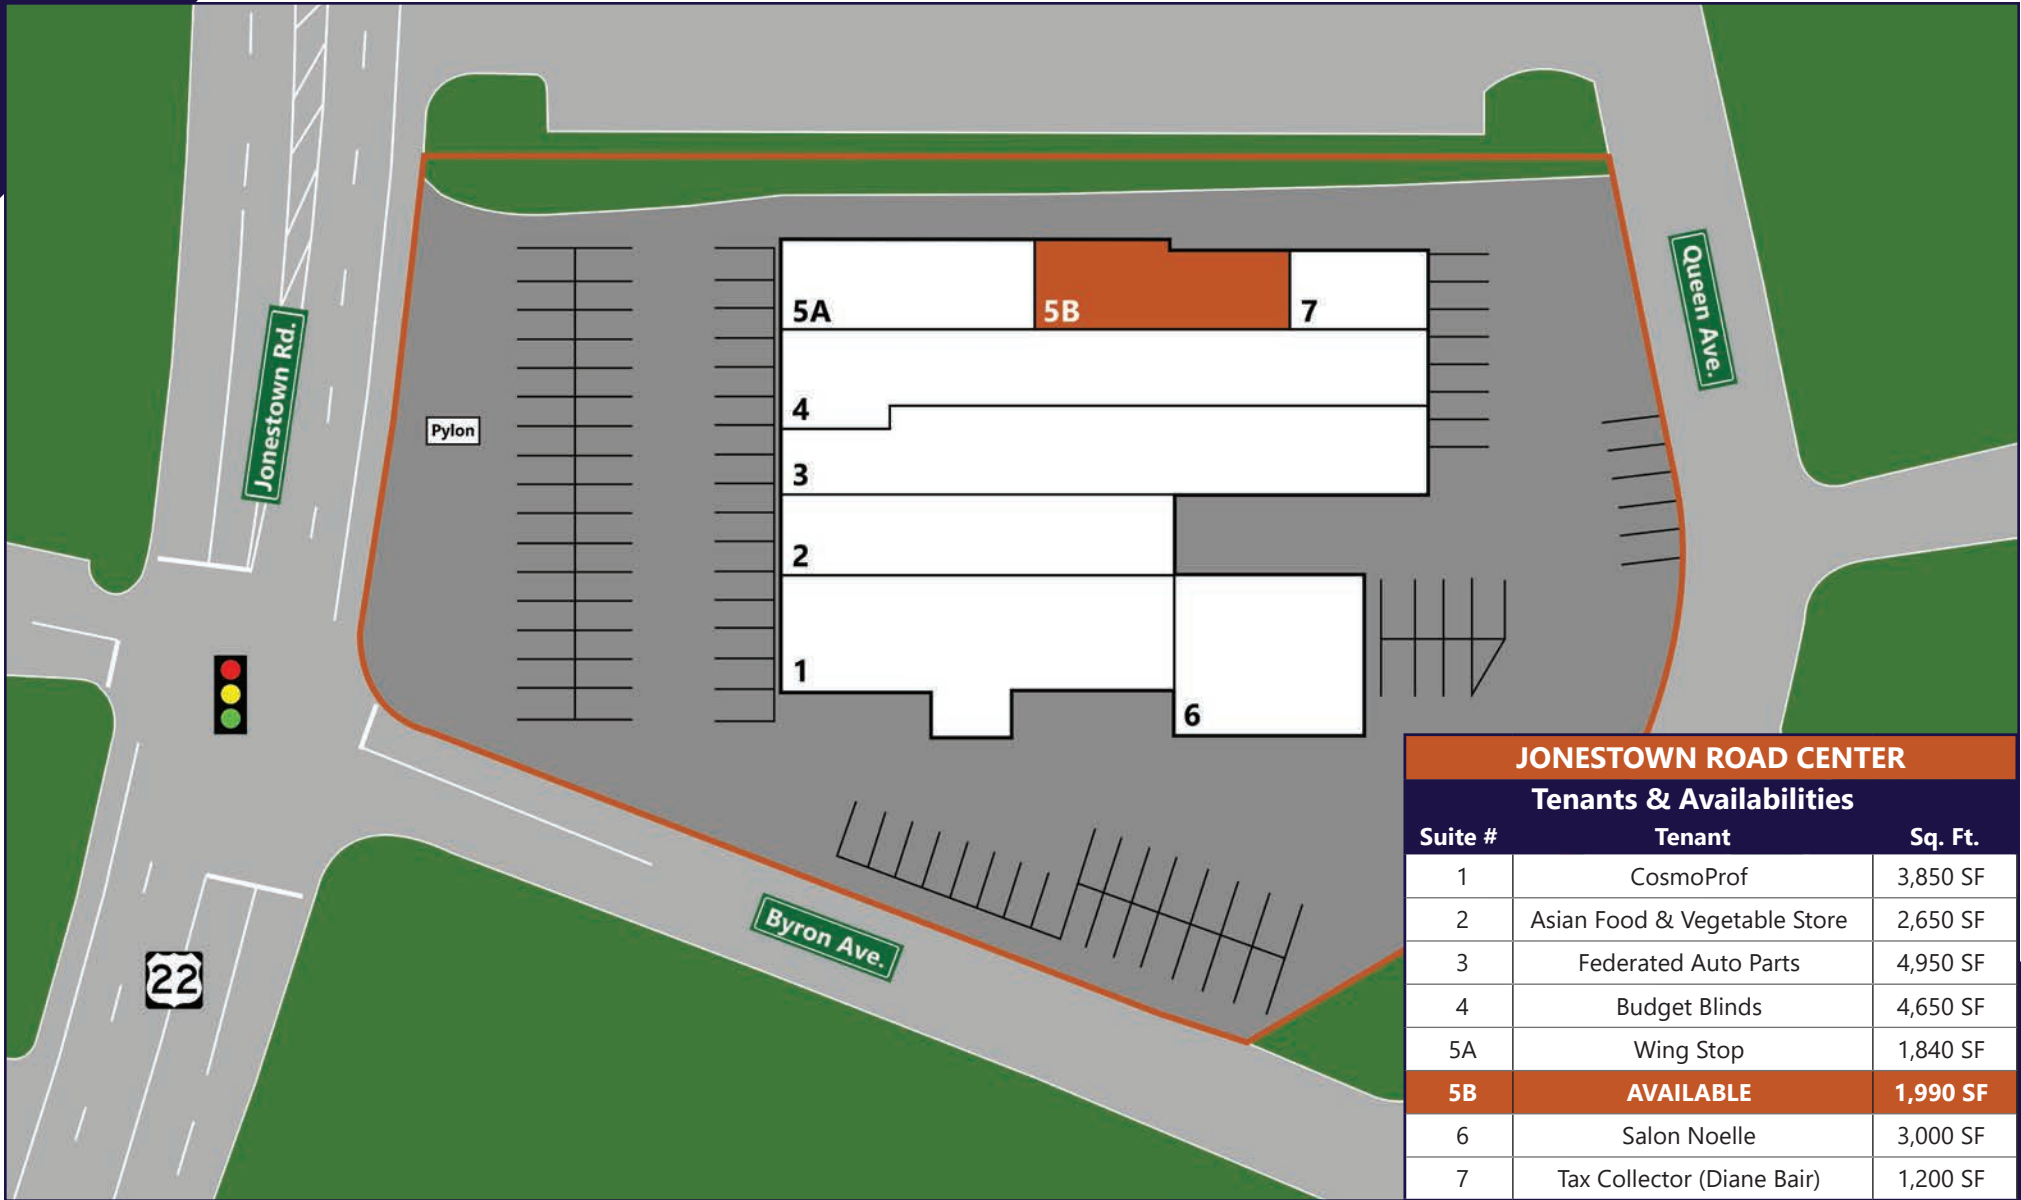 Jonestown Rd.
Queen Ave.
Pylon
5A
5B
7
4
3
2
1
6
Byron Ave.
22
JONESTOWN ROAD CENTER
Tenants & Availabilities
Suite # Tenant Sq. Ft.
1 CosmoProf 3,850 SF
2 Asian Food & Vegetable Store 2,650 SF
3 Federated Auto Parts 4,950 SF
4 Budget Blinds 4,650 SF
5A Wing Stop 1,840 SF
5B AVAILABLE 1,990 SF
6 Salon Noelle 3,000 SF
7 Tax Collector (Diane Bair) 1,200 SF